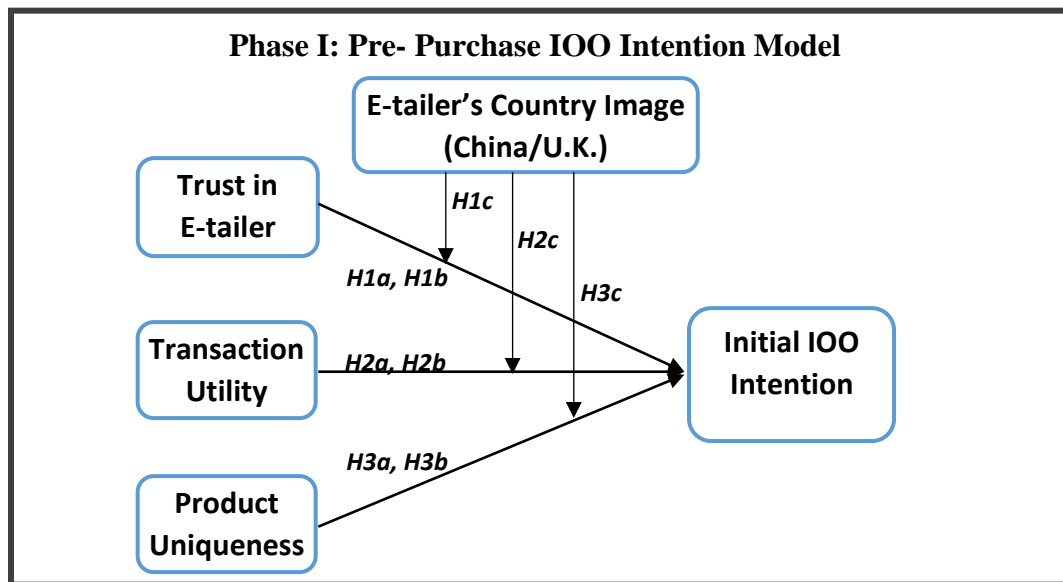 Phase I: Pre- Purchase IOO Intention Model
E-tailer's Country Image
(China/U.K.)
Trust in
E-tailer
H1c
H2c
H1a, H1b
H3c
Transaction
Utility
H2a, H2b
Initial IOO
Intention
H3a, H3b
Product
Uniqueness